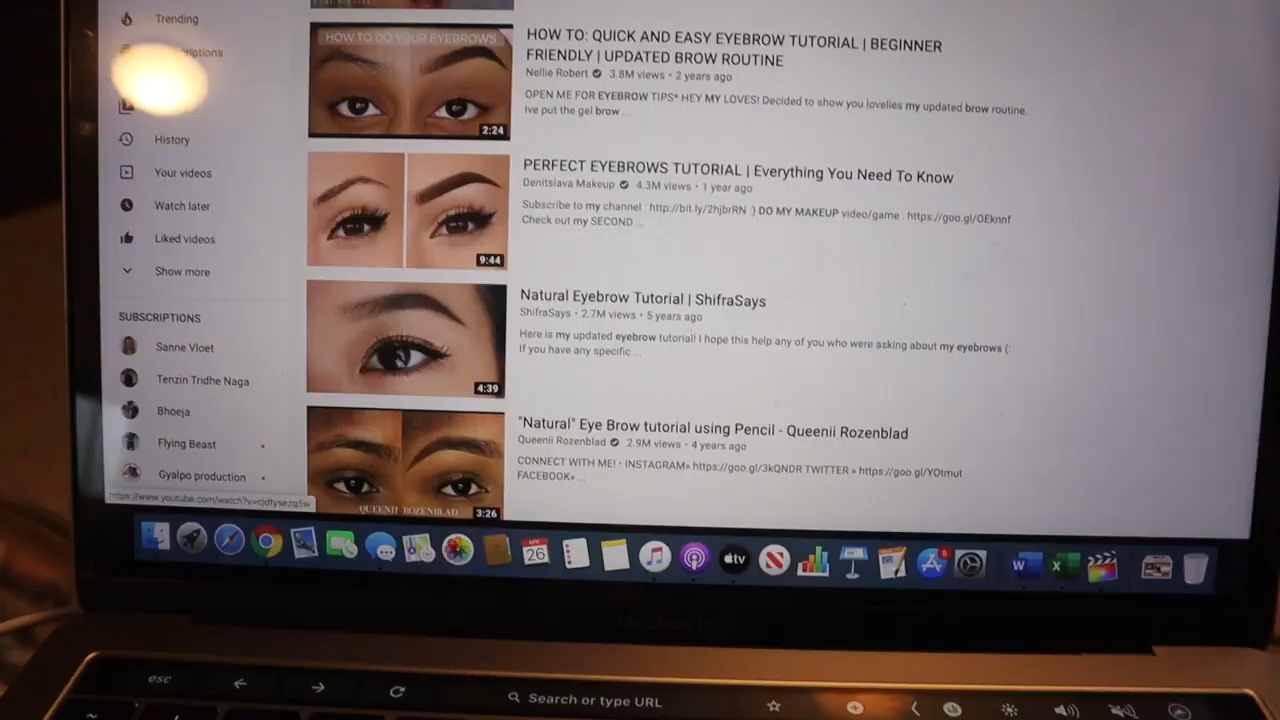 Trending
HOW TO DO YOUR EYEBROWS
2:24
HOW TO: QUICK AND EASY EYEBROW TUTORIAL | BEGINNER
FRIENDLY | UPDATED BROW ROUTINE
Nellie Robert 3.8M views • 2 years ago
OPEN ME FOR EYEBROW TIPS* HEY MY LOVES! Decided to show you lovelies my updated brow routine.
Ive put the gel brow ...
History
Your videos
Watch later
Liked videos
Show more
9:44
PERFECT EYEBROWS TUTORIAL | Everything You Need To Know
Denitslava Makeup 4.3M views • 1 year ago
Subscribe to my channel : http://bit.ly/2hjbrRN :) DO MY MAKEUP video/game : https://goo.gl/OEknnf
Check out my SECOND ...
SUBSCRIPTIONS
Sanne Vloet
Tenzin Tridhe Naga
Bhoeja
Flying Beast
Gyalpo production
4:39
Natural Eyebrow Tutorial | ShifraSays
ShifraSays • 2.7M views • 5 years ago
Here is my updated eyebrow tutorial! I hope this help any of you who were asking about my eyebrows (:
If you have any specific ...
QUEENII ROZENBLAD
3:26
"Natural" Eye Brow tutorial using Pencil - Queenii Rozenblad
Queenii Rozenblad 2.9M views • 4 years ago
CONNECT WITH ME! • INSTAGRAM» https://goo.gl/3kQNDR TWITTER » https://goo.gl/YOtmut
FACEBOOK» ...
APR
26
tv
5
W
X
esc
Search or type URL